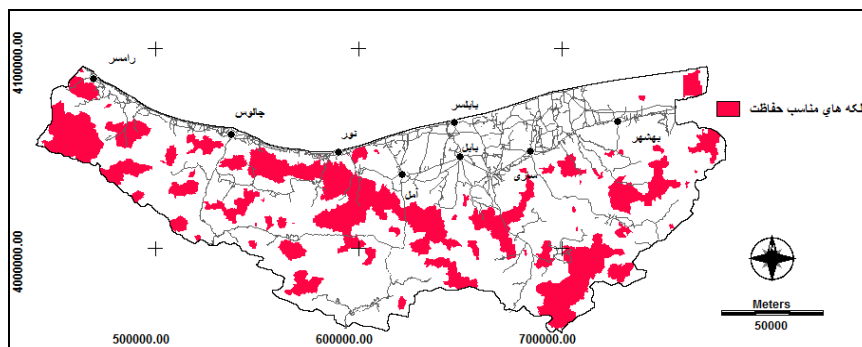 4100000.00
4000000.00
رامسر
چالوس
نور
بابلسر
بابل
آمل
ساری
بهشهر
لکه هاي مناسب حفاظت
Meters
50000
500000.00
600000.00
700000.00